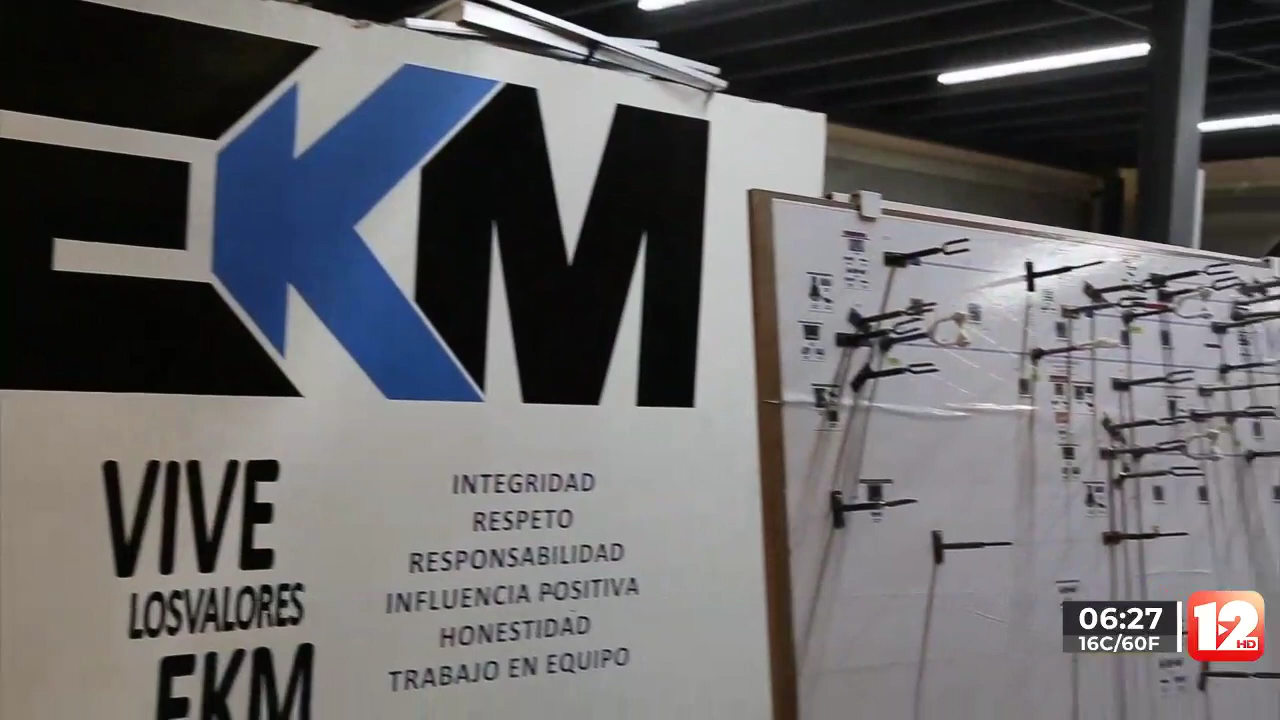 EKM
VIVE
LOSVALORES
EKM
INTEGRIDAD
RESPETO
RESPONSABILIDAD
INFLUENCIA POSITIVA
HONESTIDAD
TRABAJO EN EQUIPO
06:27
16C/60F
12
HD